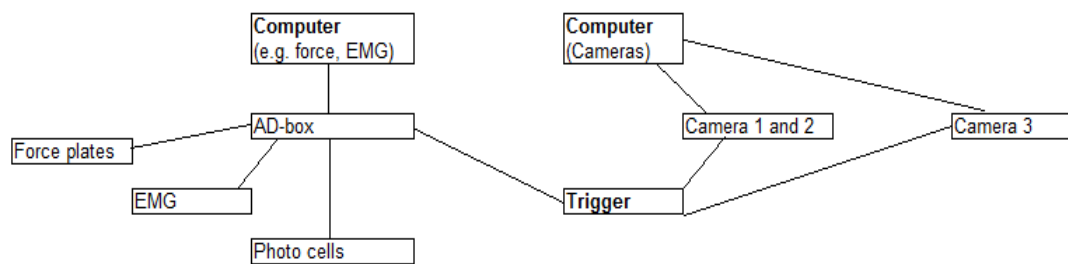 Computer
(e.g. force, EMG)
Computer
(Cameras)
AD-box
Camera 1 and 2
Camera 3
Force plates
EMG
Trigger
Photo cells